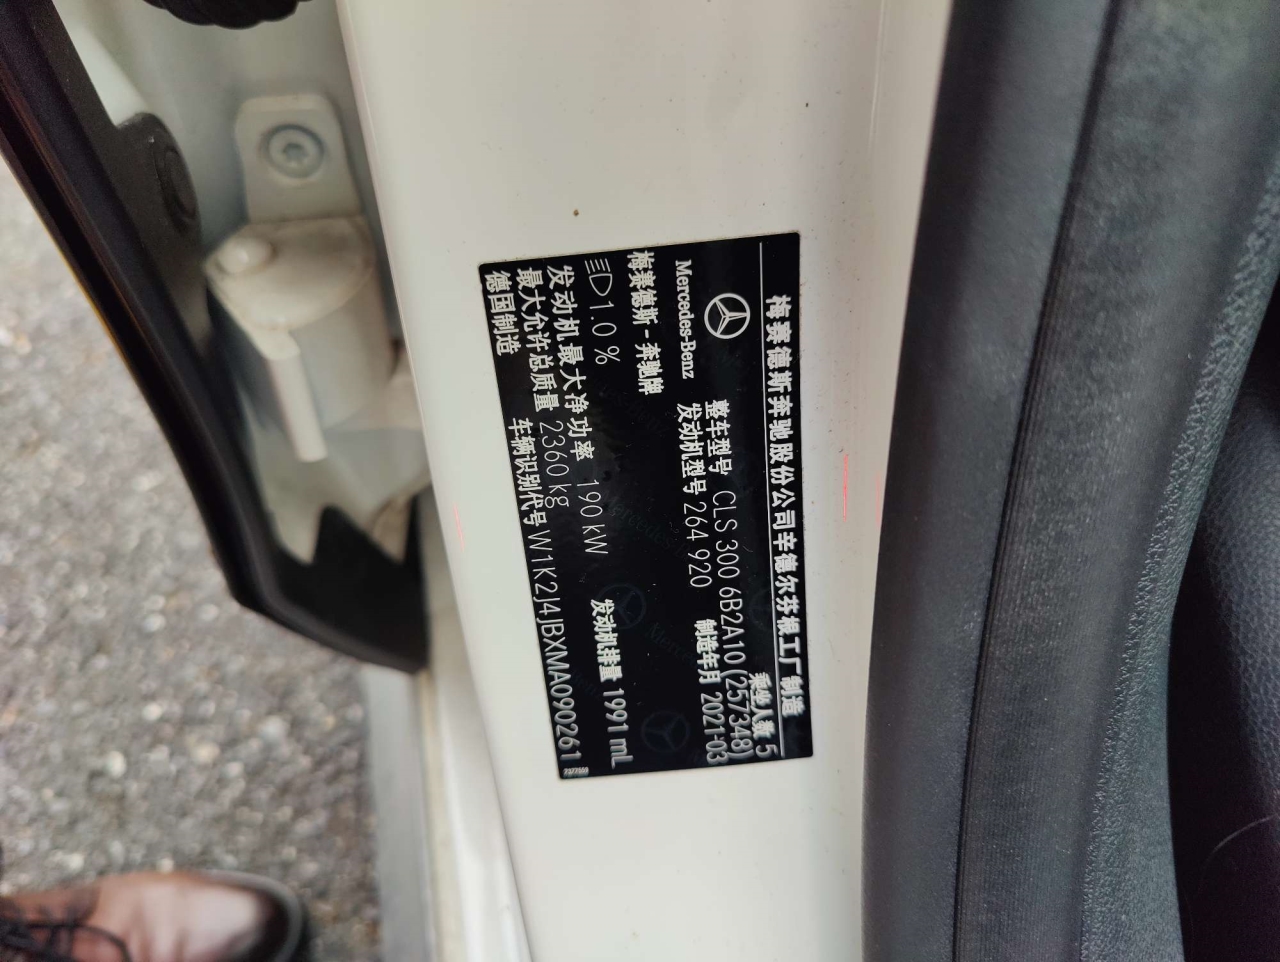 梅赛德斯奔驰股份公司辛德尔芬根工厂制造
乘坐人数 5
Mercedes-Benz
整车型号 CLS 300 6B2A10(257348)
发动机型号 264 920
制造年月 2021-03
梅赛德斯-奔驰牌
1.0 %
发动机最大净功率 190 kW
发动机排量 1991 mL
最大允许总质量 2360 kg
德国制造
车辆识别代号 W1K2J4JBXMA090261